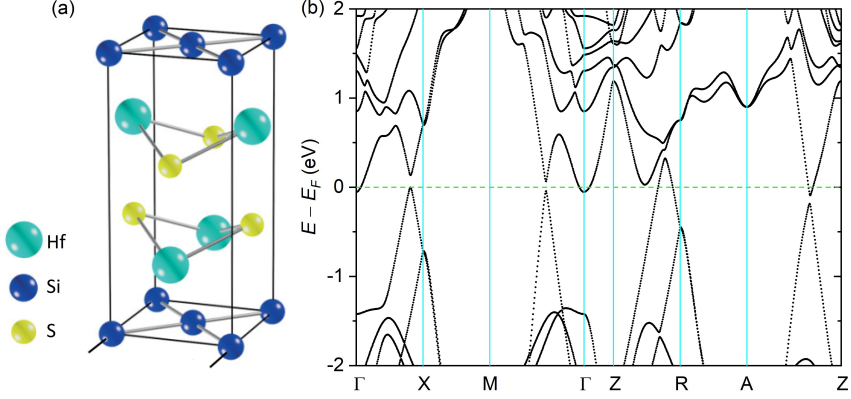 (a)
Hf
Si
S
(b)
E − E_F (eV)
2
1
0
-1
-2
Γ X M Γ Z R A Z